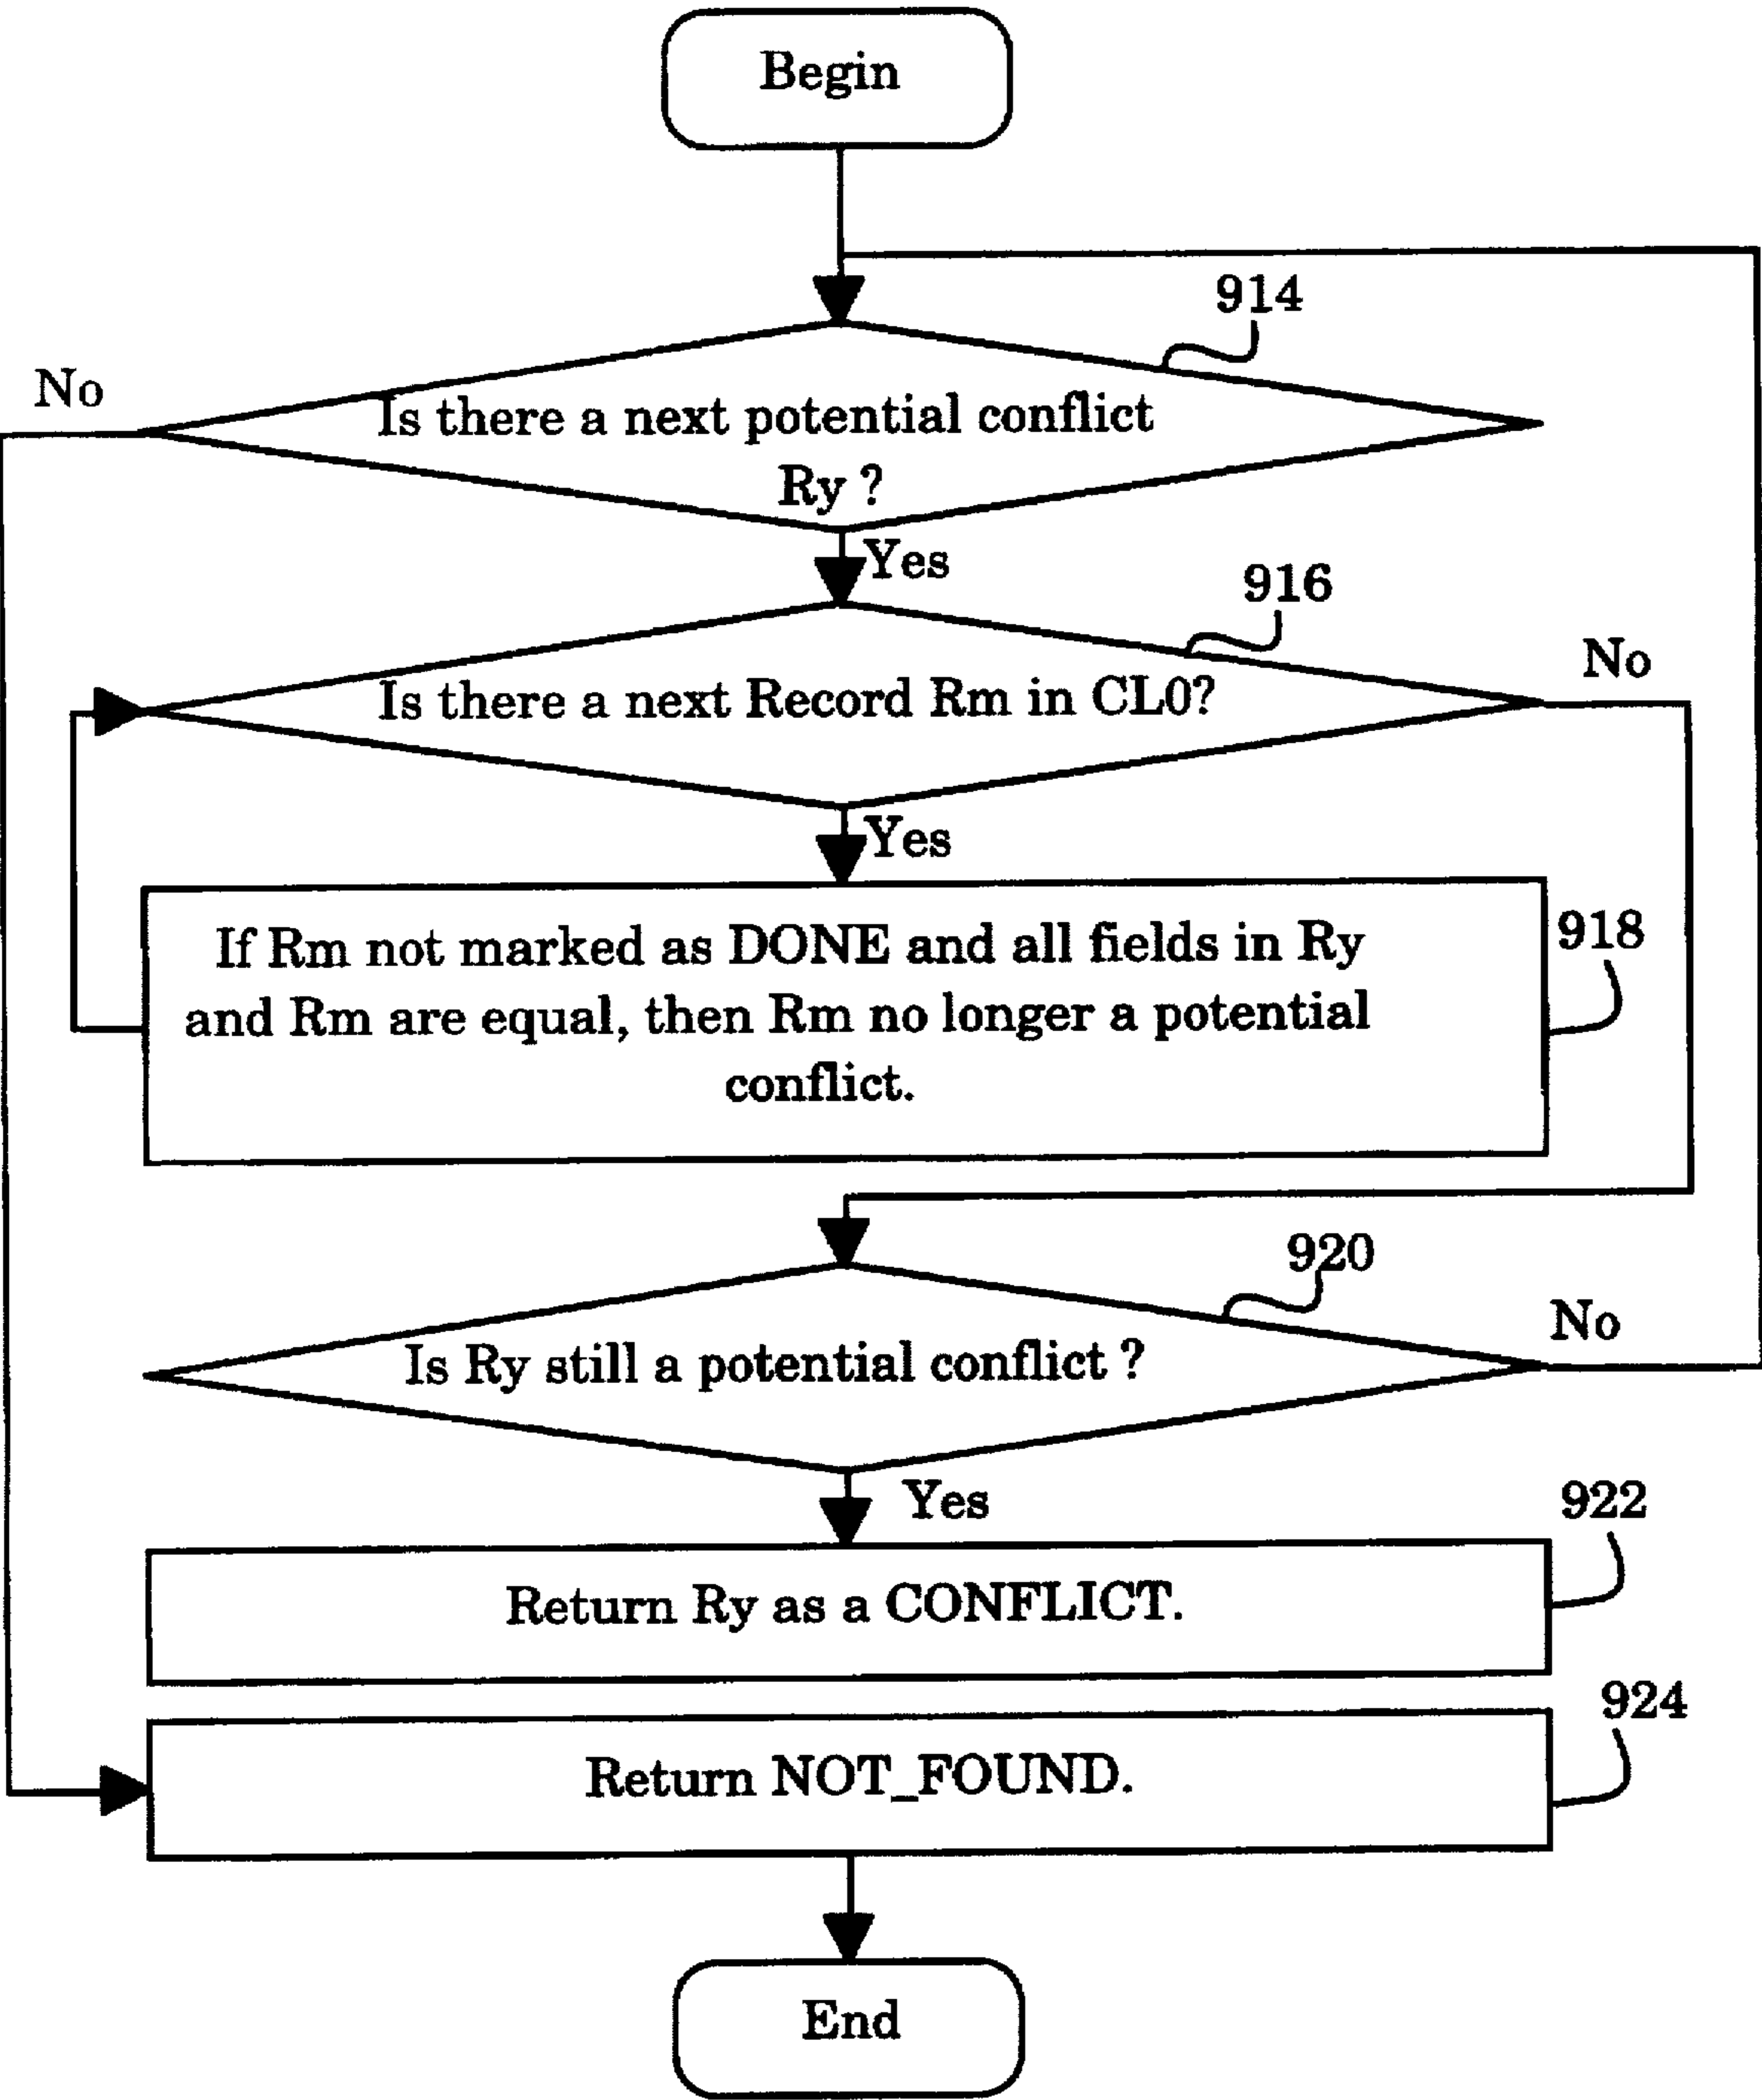 Begin
914
No
Is there a next potential conflict
Ry ?
Yes
916
No
Is there a next Record Rm in CL0?
Yes
If Rm not marked as DONE and all fields in Ry
and Rm are equal, then Rm no longer a potential
conflict.
918
920
No
Is Ry still a potential conflict ?
Yes
922
Return Ry as a CONFLICT.
924
Return NOT_FOUND.
End